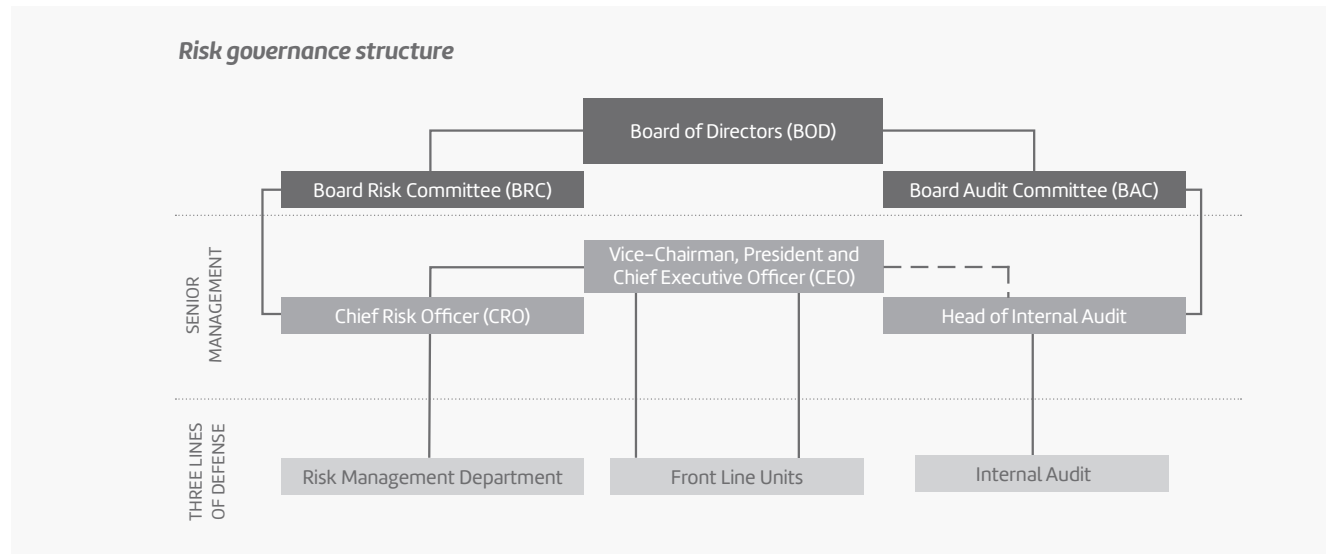 Risk governance structure
Board of Directors (BOD)
Board Risk Committee (BRC)
Board Audit Committee (BAC)
SENIOR
MANAGEMENT
Vice-Chairman, President and
Chief Executive Officer (CEO)
Chief Risk Officer (CRO)
Head of Internal Audit
THREE LINES
OF DEFENSE
Risk Management Department
Front Line Units
Internal Audit